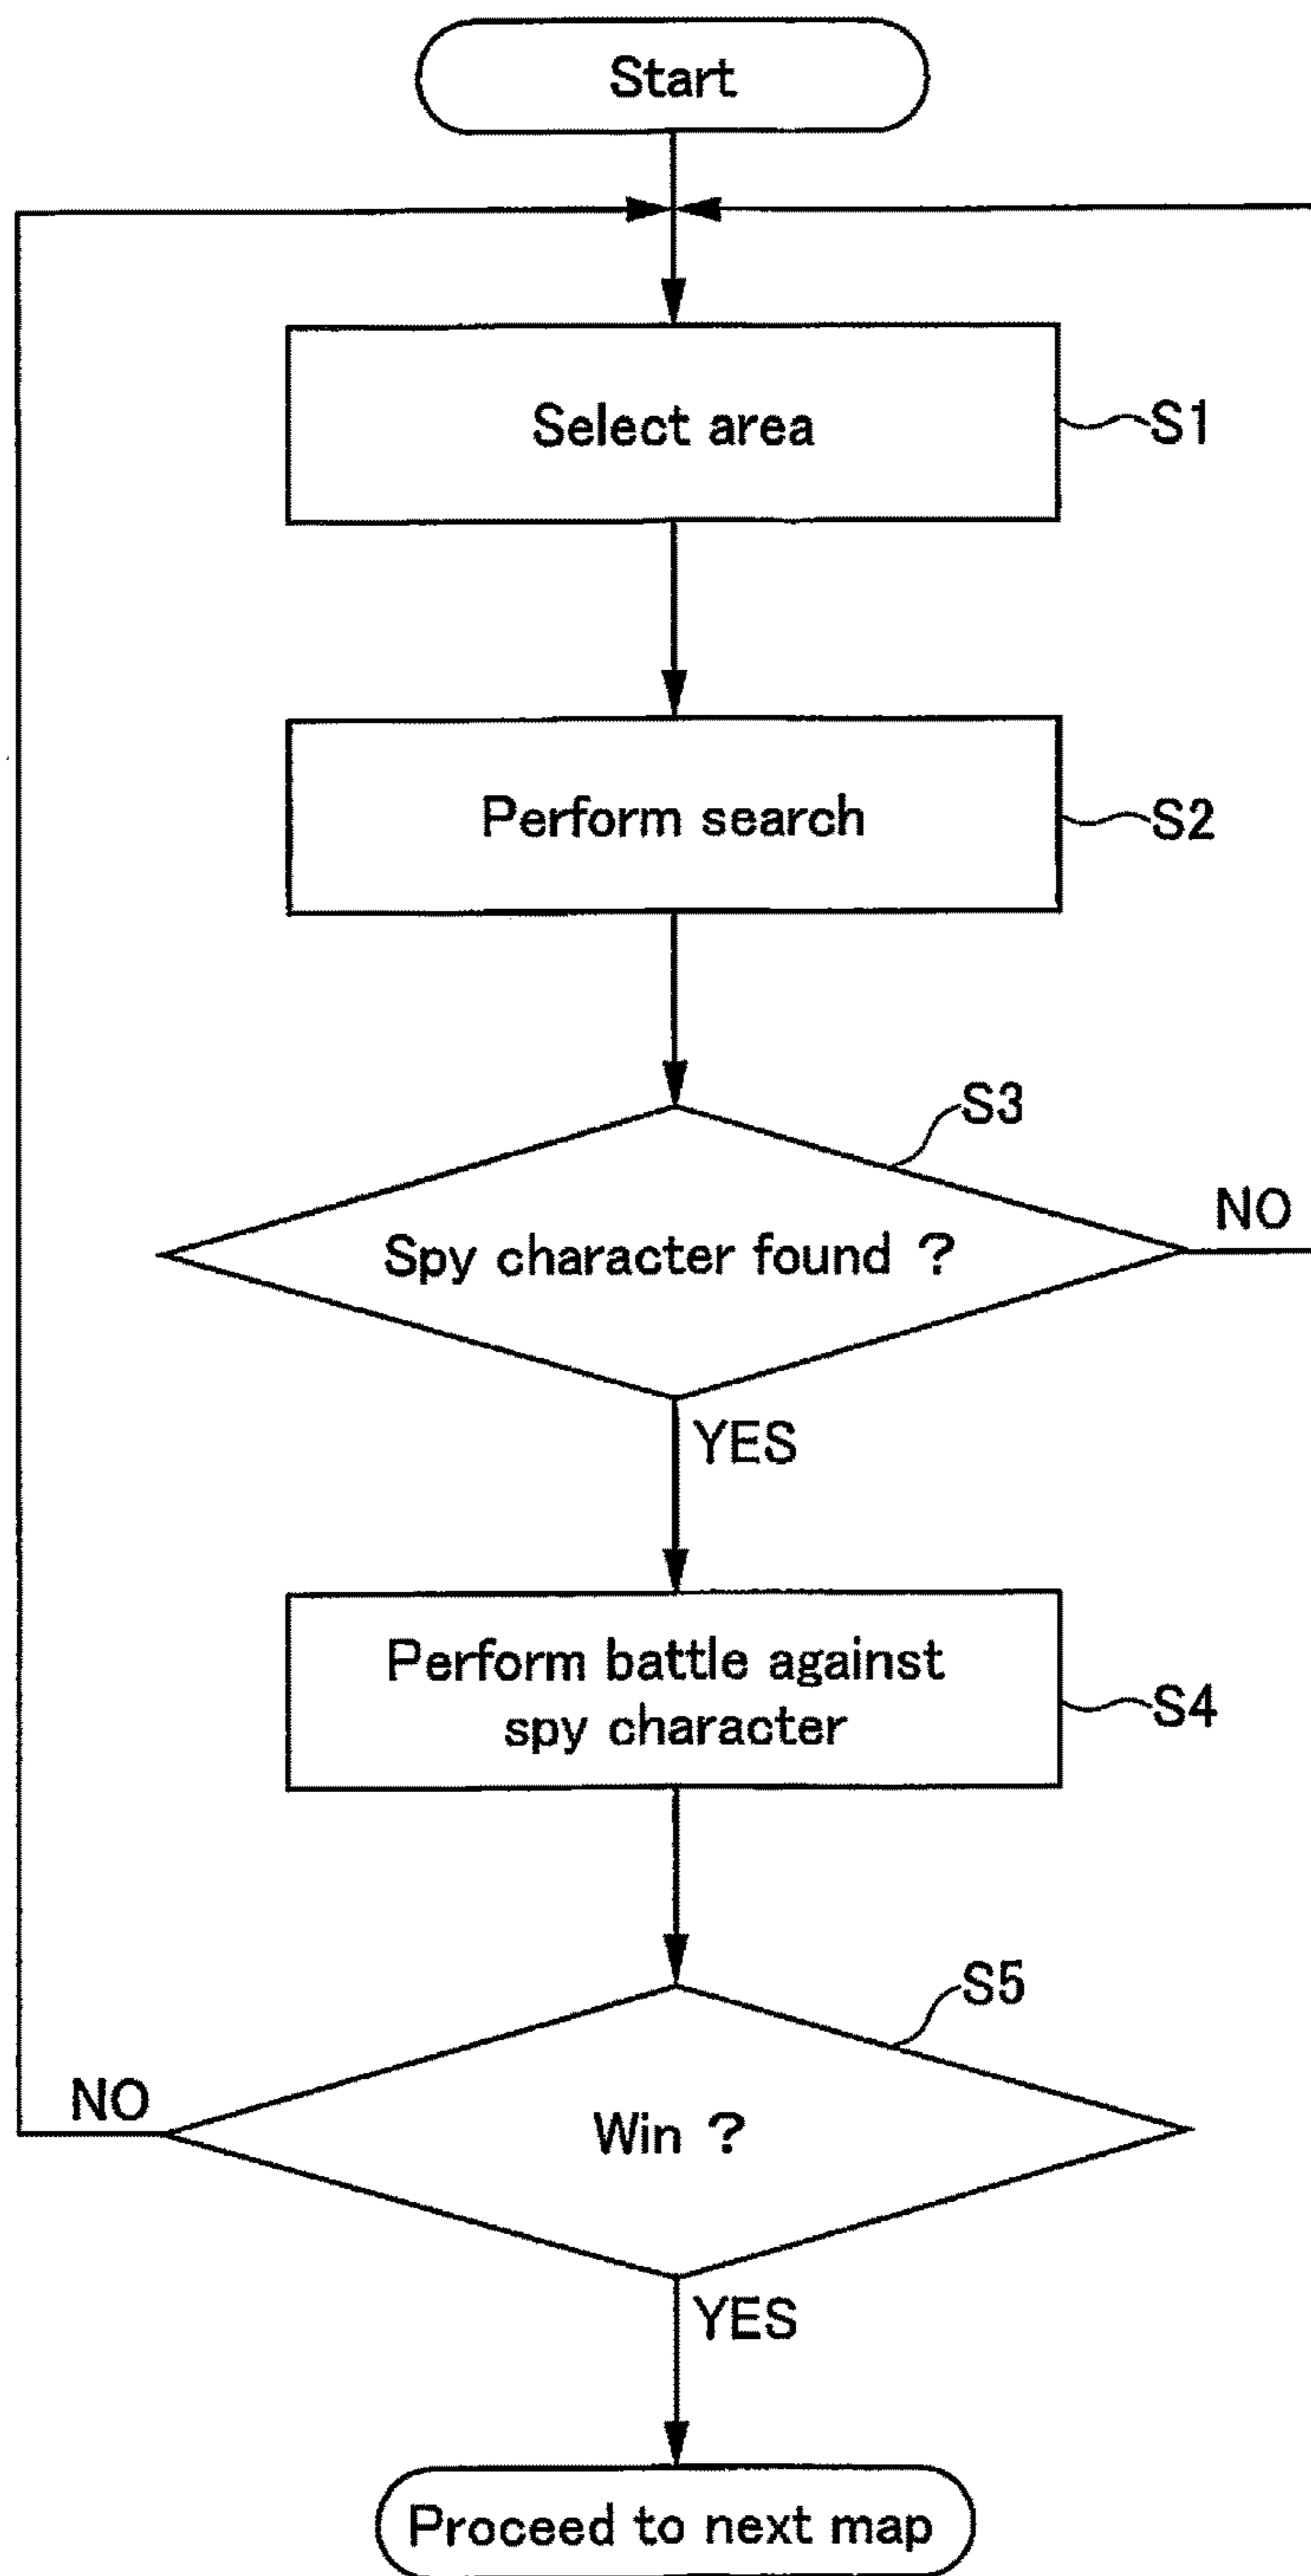 Start
Select area
S1
Perform search
S2
S3
Spy character found ?
NO
YES
Perform battle against
spy character
S4
S5
Win ?
NO
YES
Proceed to next map